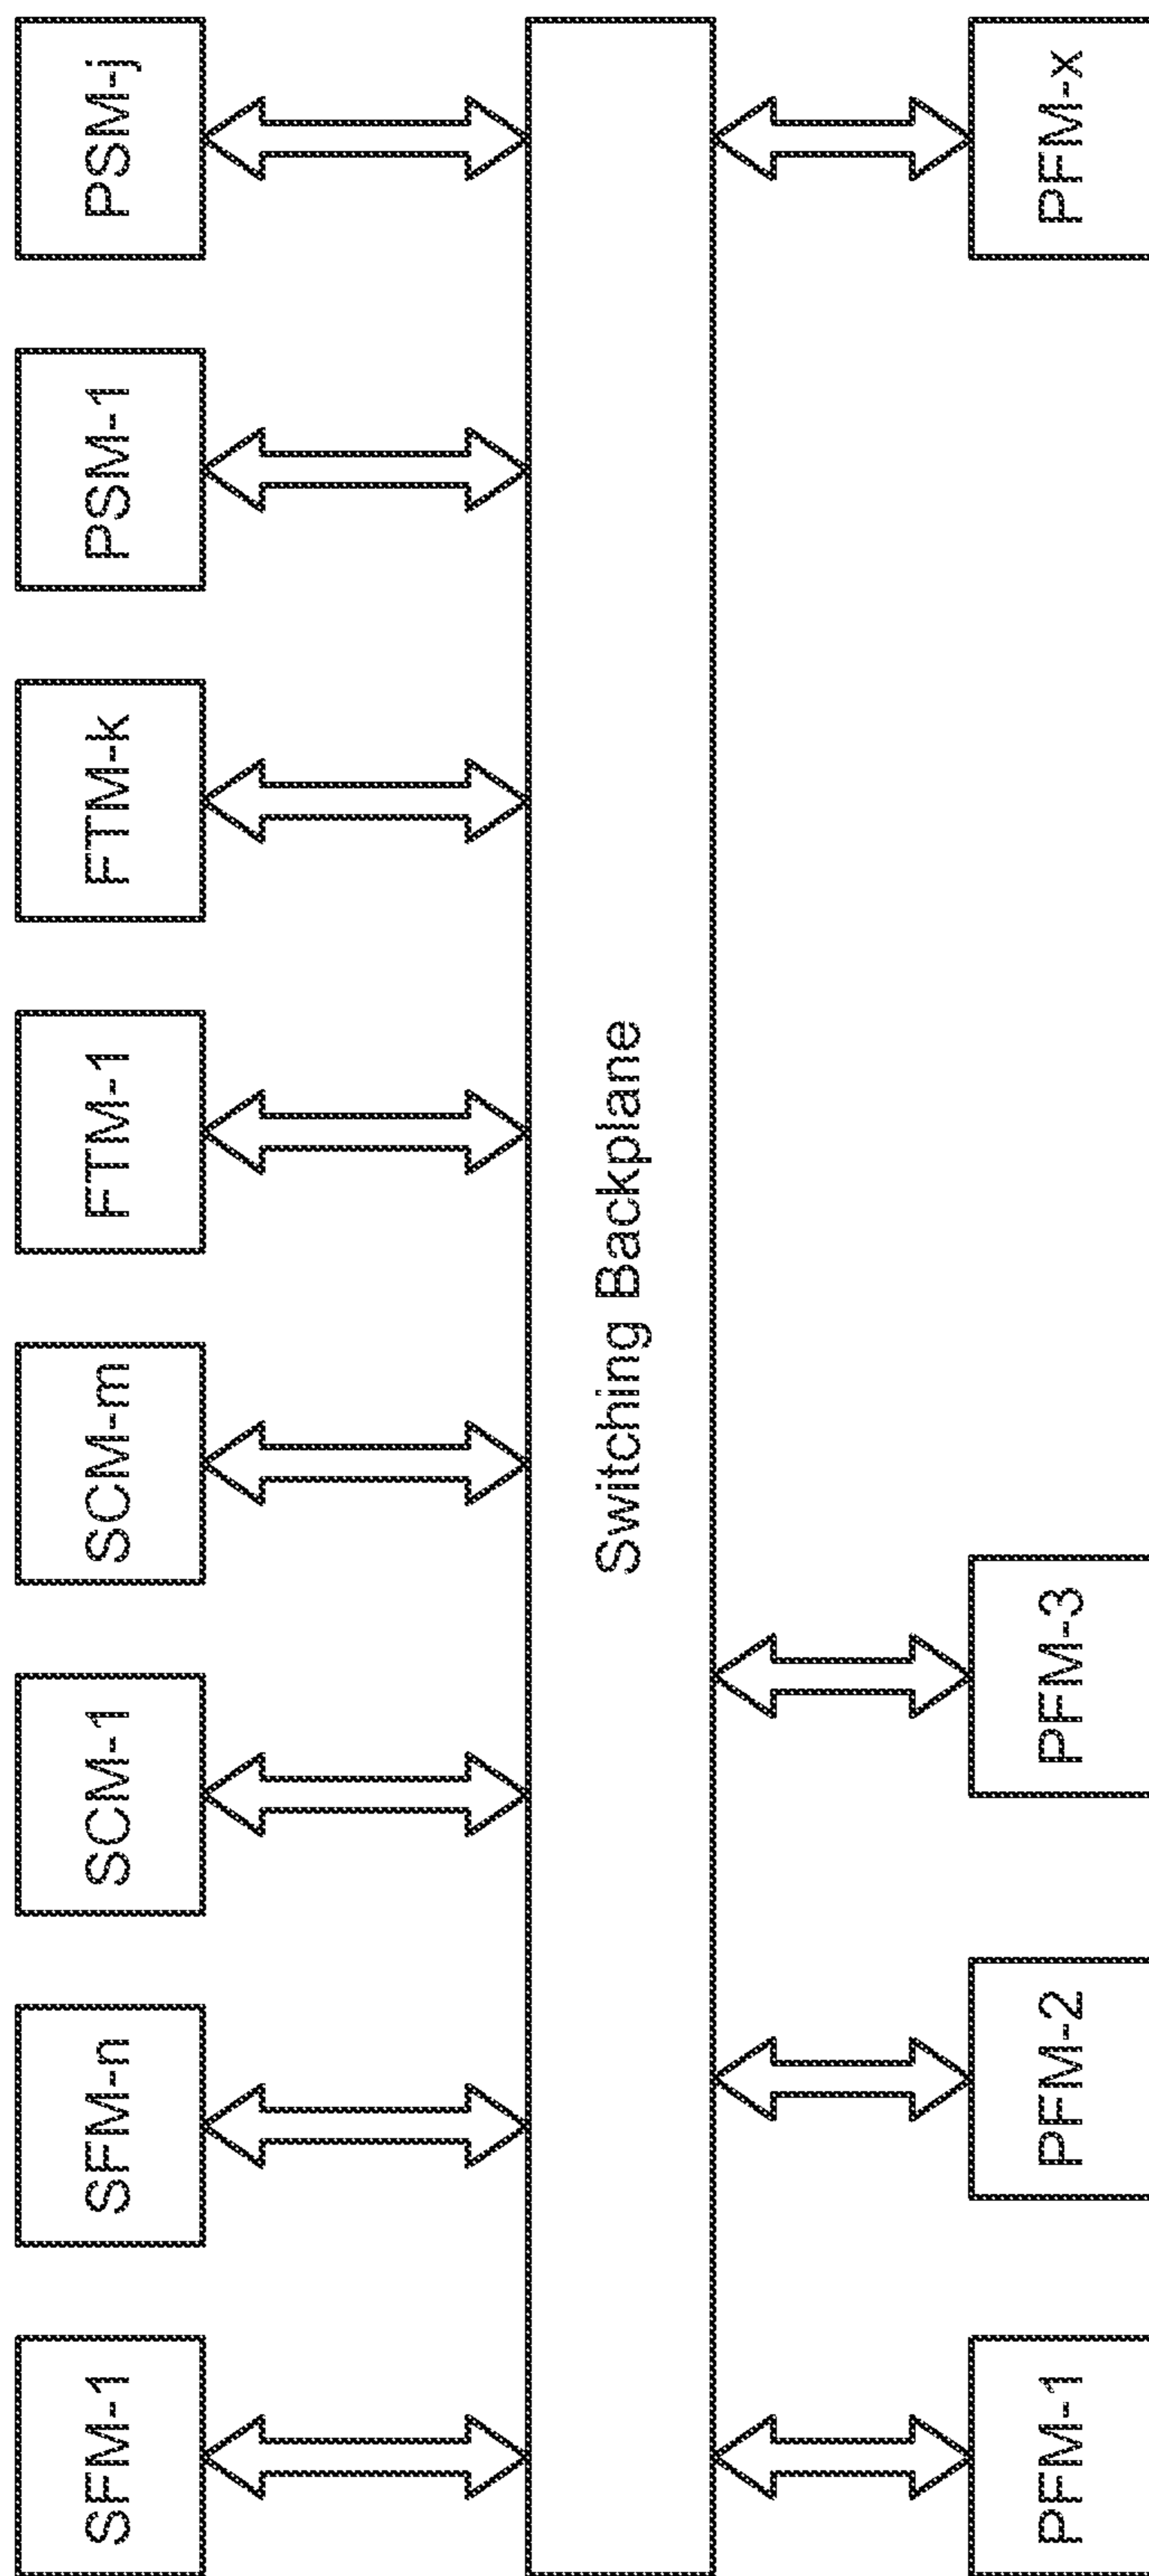 SFM-1
SFM-n
SCM-1
SCM-m
FTM-1
FTM-k
PSM-1
PSM-j
Switching Backplane
PFM-1
PFM-2
PFM-3
PFM-x